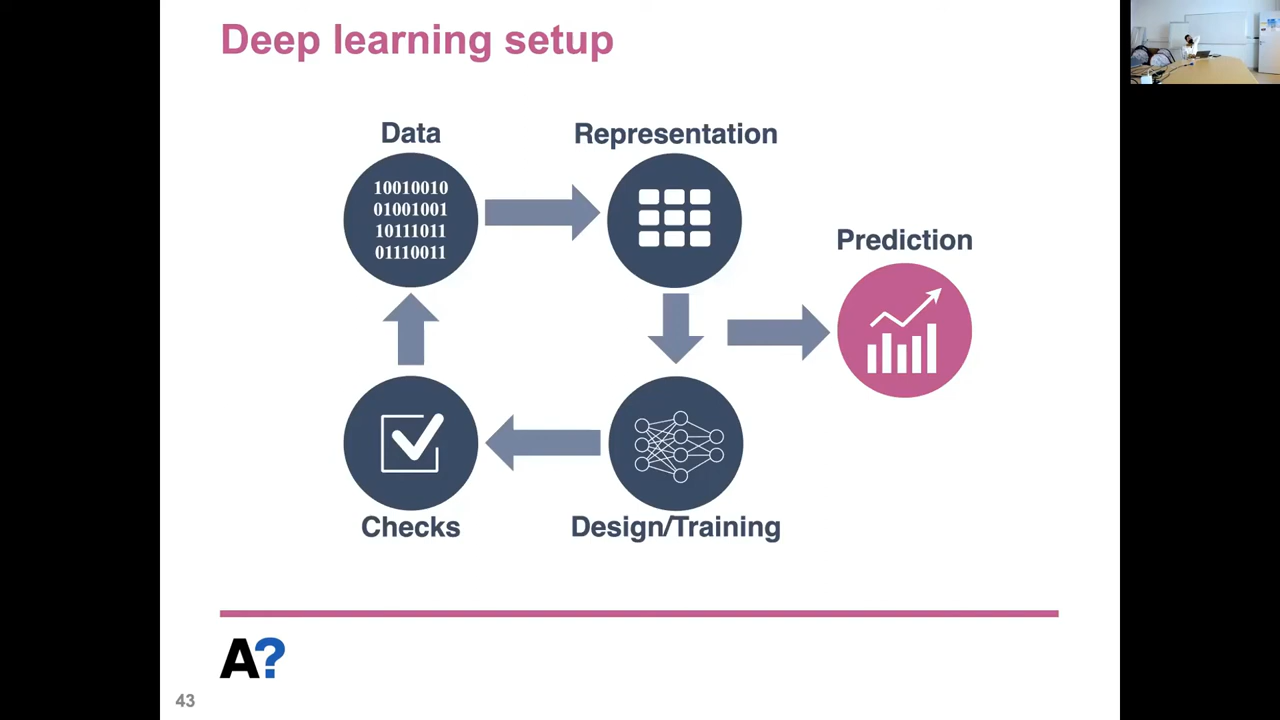 Deep learning setup
Data
10010010
01001001
10111011
01110011
Representation
Prediction
Checks
Design/Training
A?
43